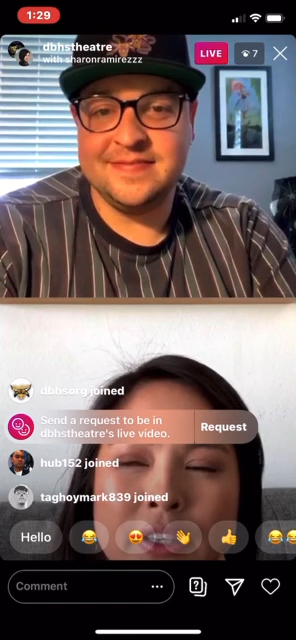 1:29
dbhstheatre
with sharonramirezzz
LIVE
7
dbhsorg joined
Send a request to be in
dbhstheatre's live video.
Request
hub152 joined
taghoymark839 joined
Hello
Comment